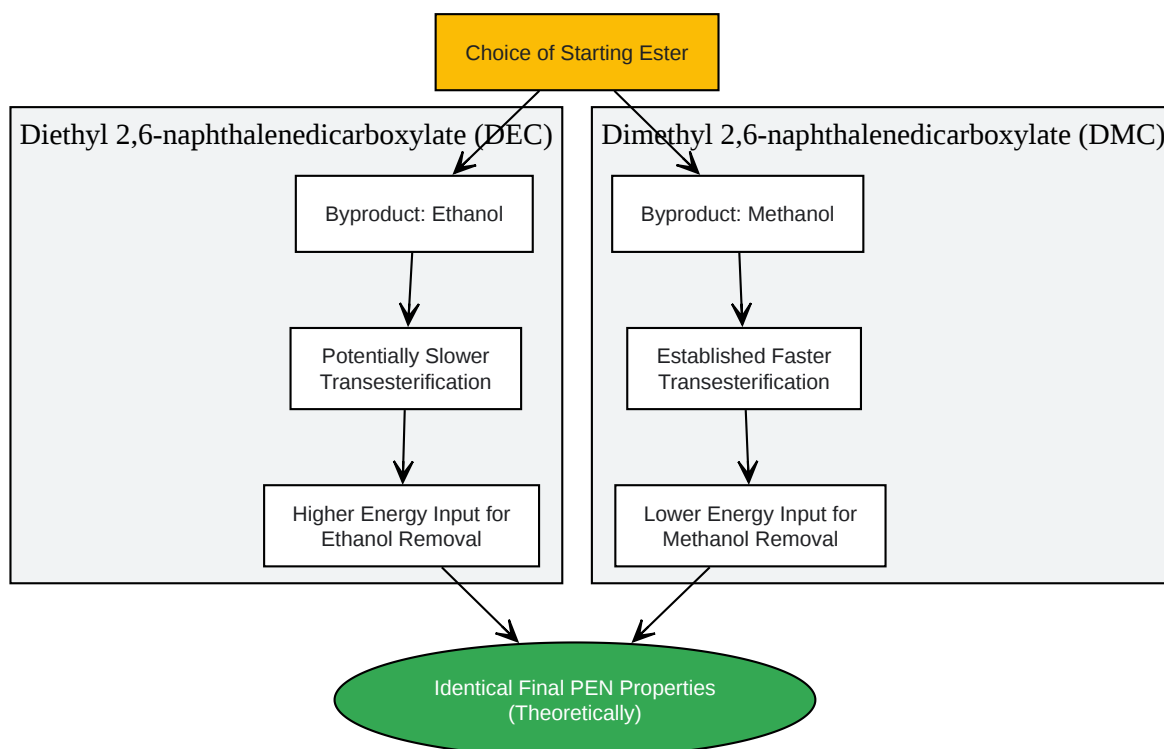 Choice of Starting Ester
Diethyl 2,6-naphthalenedicarboxylate (DEC)
Byproduct: Ethanol
Potentially Slower
Transesterification
Higher Energy Input for
Ethanol Removal
Dimethyl 2,6-naphthalenedicarboxylate (DMC)
Byproduct: Methanol
Established Faster
Transesterification
Lower Energy Input for
Methanol Removal
Identical Final PEN Properties
(Theoretically)